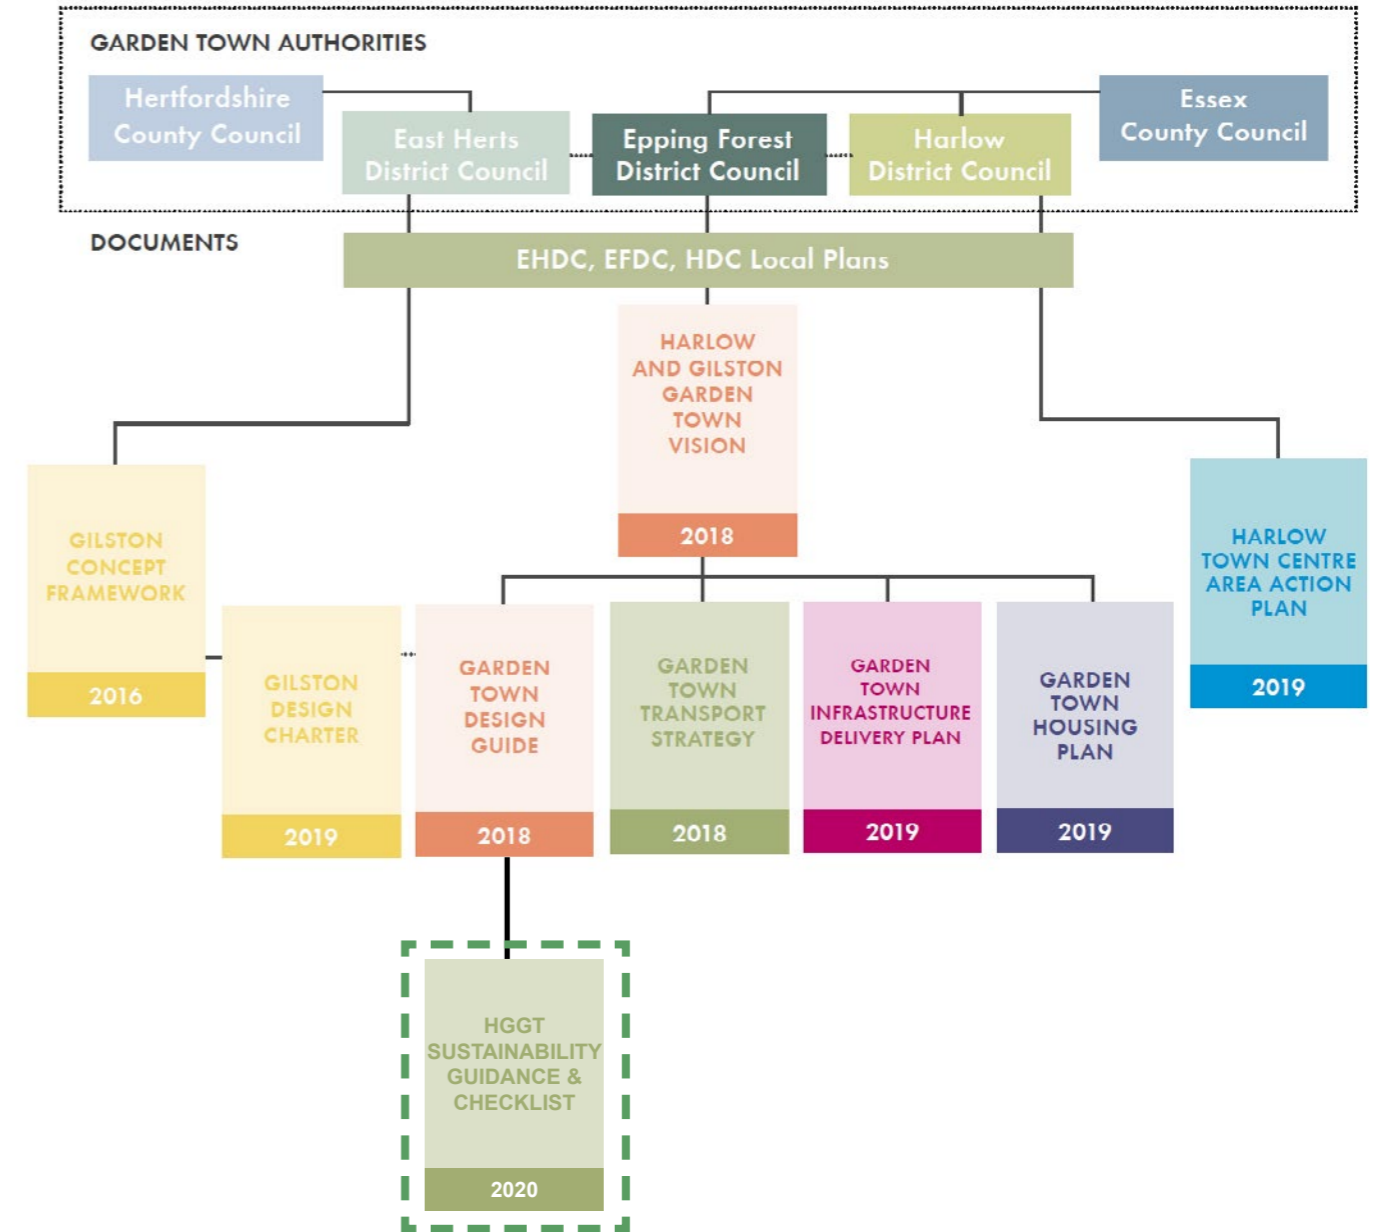 GARDEN TOWN AUTHORITIES
Hertfordshire
County Council
East Herts
District Council
Epping Forest
District Council
Harlow
District Council
Essex
County Council
DOCUMENTS
EHDC, EFDC, HDC Local Plans
HARLOW
AND GILSTON
GARDEN
TOWN
VISION
2018
GILSTON
CONCEPT
FRAMEWORK
2016
GILSTON
DESIGN
CHARTER
2019
GARDEN
TOWN
DESIGN
GUIDE
2018
GARDEN
TOWN
TRANSPORT
STRATEGY
2018
GARDEN
TOWN
INFRASTRUCTURE
DELIVERY PLAN
2019
GARDEN
TOWN
HOUSING
PLAN
2019
HARLOW
TOWN CENTRE
AREA ACTION
PLAN
2019
HGGT
SUSTAINABILITY
GUIDANCE &
CHECKLIST
2020